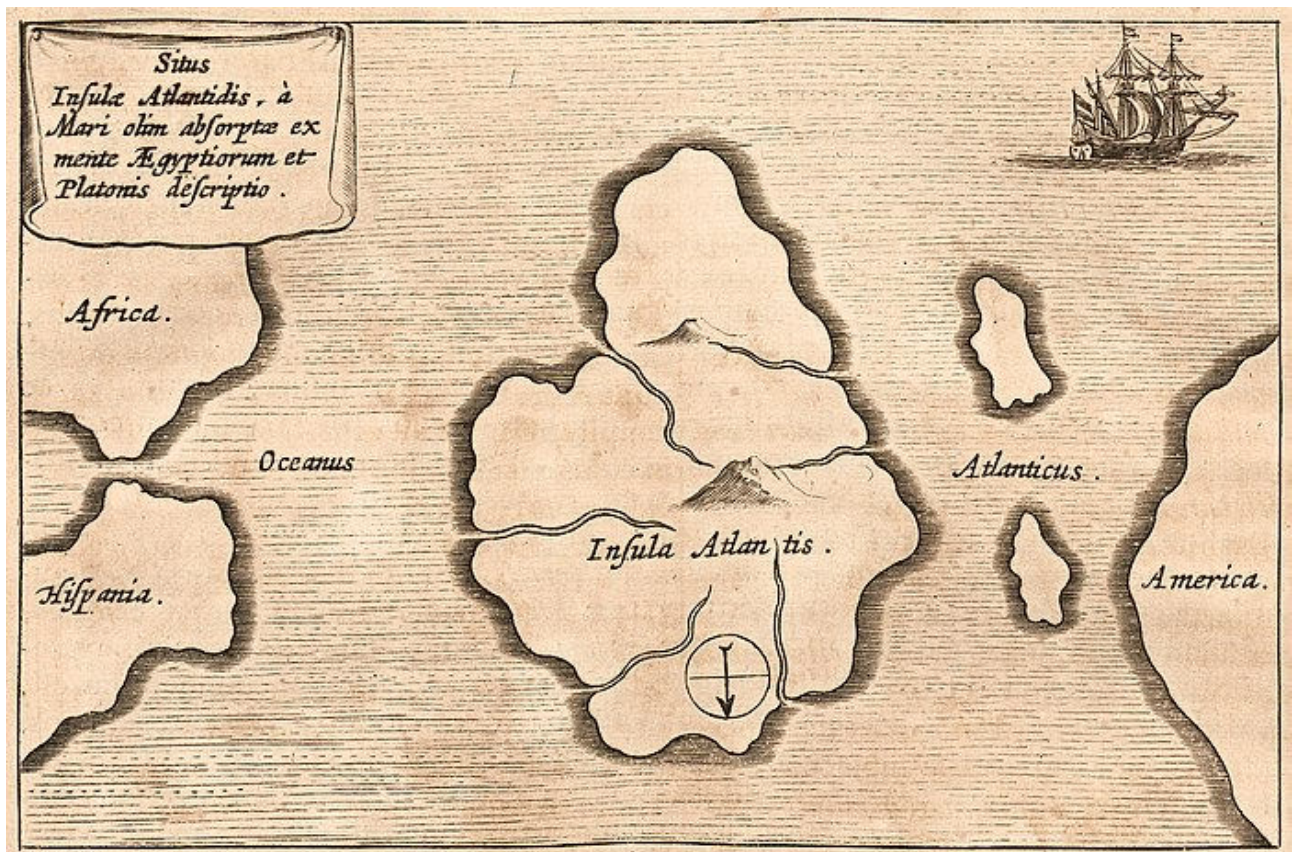 Situs
Inſulæ Atlantidis, à
Mari olim abſorptæ ex
mente Ægyptiorum et
Platonis deſcriptio.
Africa.
Oceanus
Atlanticus.
Inſula Atlantis.
Hiſpania.
America.